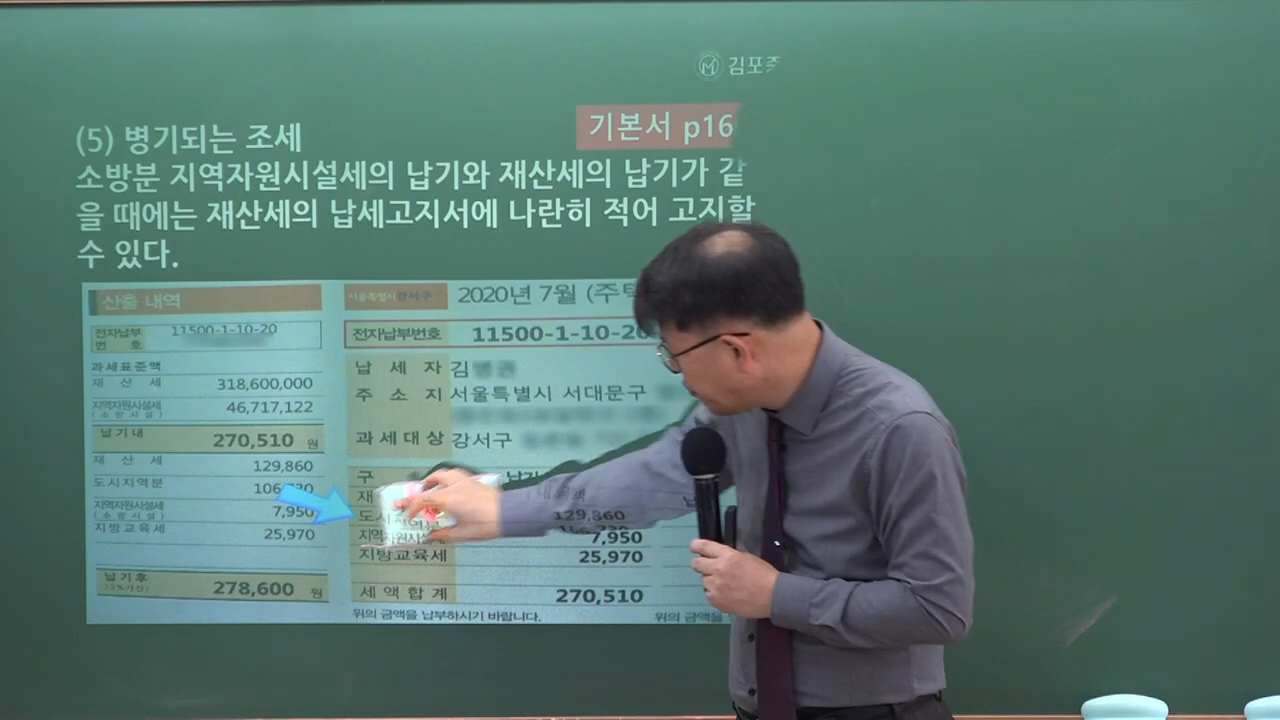 김포
기본서 p16
(5) 병기되는 조세
소방분 지역자원시설세의 납기와 재산세의 납기가 같
을 때에는 재산세의 납세고지서에 나란히 적어 고지할
수 있다.
산출 내역
전자납부
번 호
11500-1-10-20
과세표준액
재 산 세 318,600,000
지역자원시설세 46,717,122
(소방시설)
납기내 270,510 원
재 산 세 129,860
도시지역분
지역자원시설세 7,950
(소방시설)
지방교육세 25,970
납기후 278,600 원
(3%가산)
서울특별시강서구 2020년 7월 (주택
전자납부번호 11500-1-10-20
납 세 자 김
주 소 지 서울특별시 서대문구
과세대상 강서구
구
129,860
7,950
지방교육세 25,970
세액합계 270,510
위의 금액을 납부하시기 바랍니다.
위의 금액을